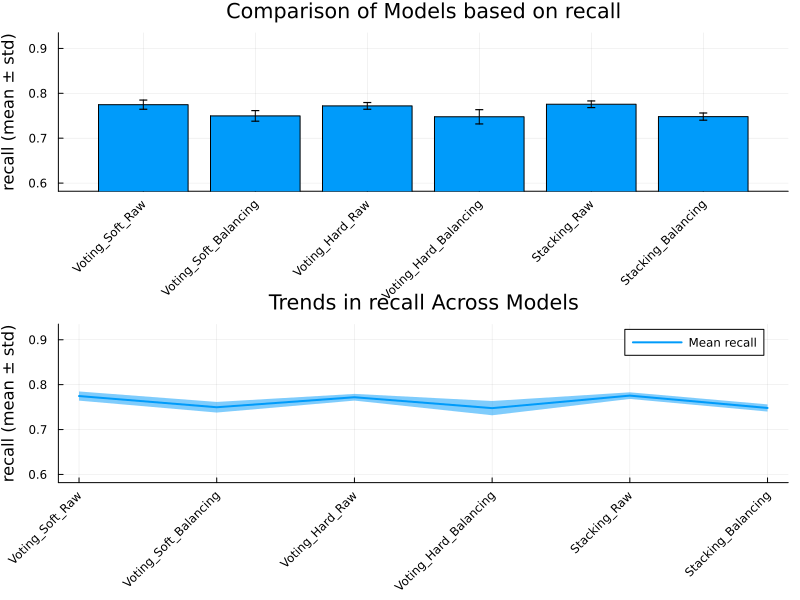 Comparison of Models based on recall
recall (mean ± std)
0.9
0.8
0.7
0.6
Voting_Soft_Raw
Voting_Soft_Balancing
Voting_Hard_Raw
Voting_Hard_Balancing
Stacking_Raw
Stacking_Balancing
Trends in recall Across Models
recall (mean ± std)
0.9
0.8
0.7
0.6
Mean recall
Voting_Soft_Raw
Voting_Soft_Balancing
Voting_Hard_Raw
Voting_Hard_Balancing
Stacking_Raw
Stacking_Balancing